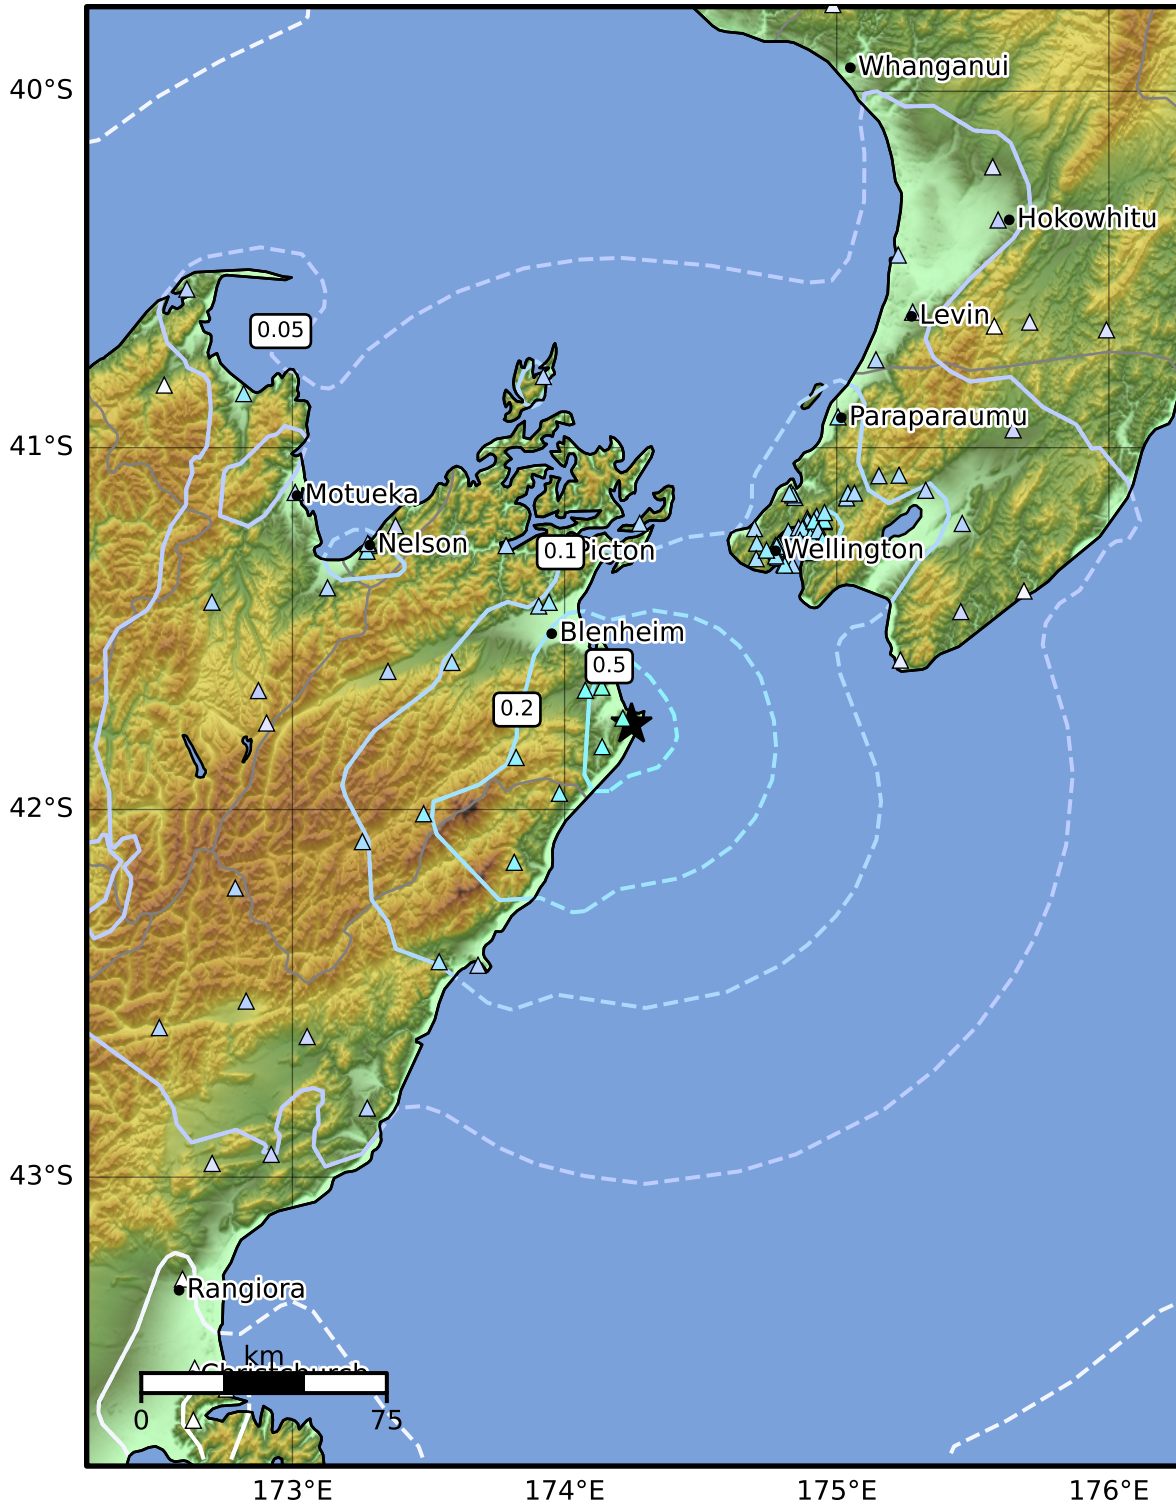 Whanganui
40°S
Hokowhitu
Levin
0.05
Paraparaumu
41°S
Motueka
Nelson
0.1
Picton
Wellington
Blenheim
0.5
0.2
42°S
43°S
Rangiora
km
Christchurch
0
75
173°E
174°E
175°E
176°E